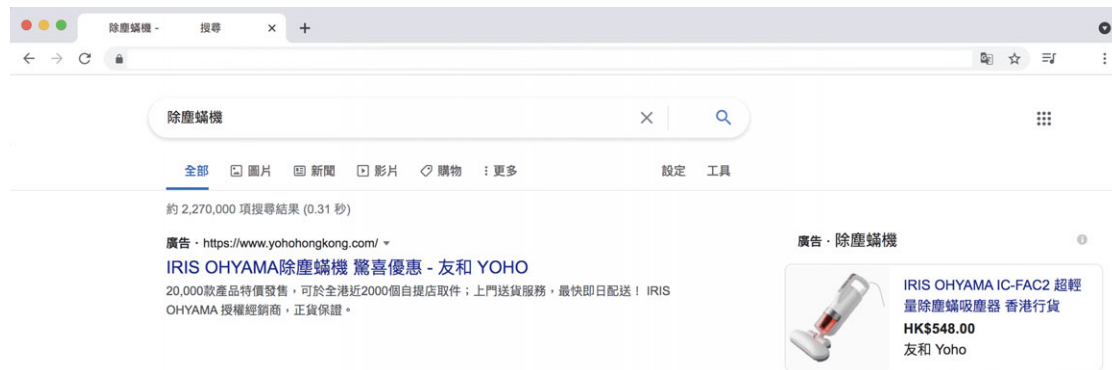 除塵蟎機 - 搜尋
除塵蟎機
全部 圖片 新聞 影片 購物 更多 設定 工具
約 2,270,000 項搜尋結果 (0.31 秒)
廣告 · https://www.yohohongkong.com/
IRIS OHYAMA除塵蟎機 驚喜優惠 - 友和 YOHO
20,000款產品特價發售，可於全港近2000個自提店取件；上門送貨服務，最快即日配送！ IRIS
OHYAMA 授權經銷商，正貨保證。
廣告 · 除塵蟎機
IRIS OHYAMA IC-FAC2 超輕
量除塵蟎吸塵器 香港行貨
HK$548.00
友和 Yoho